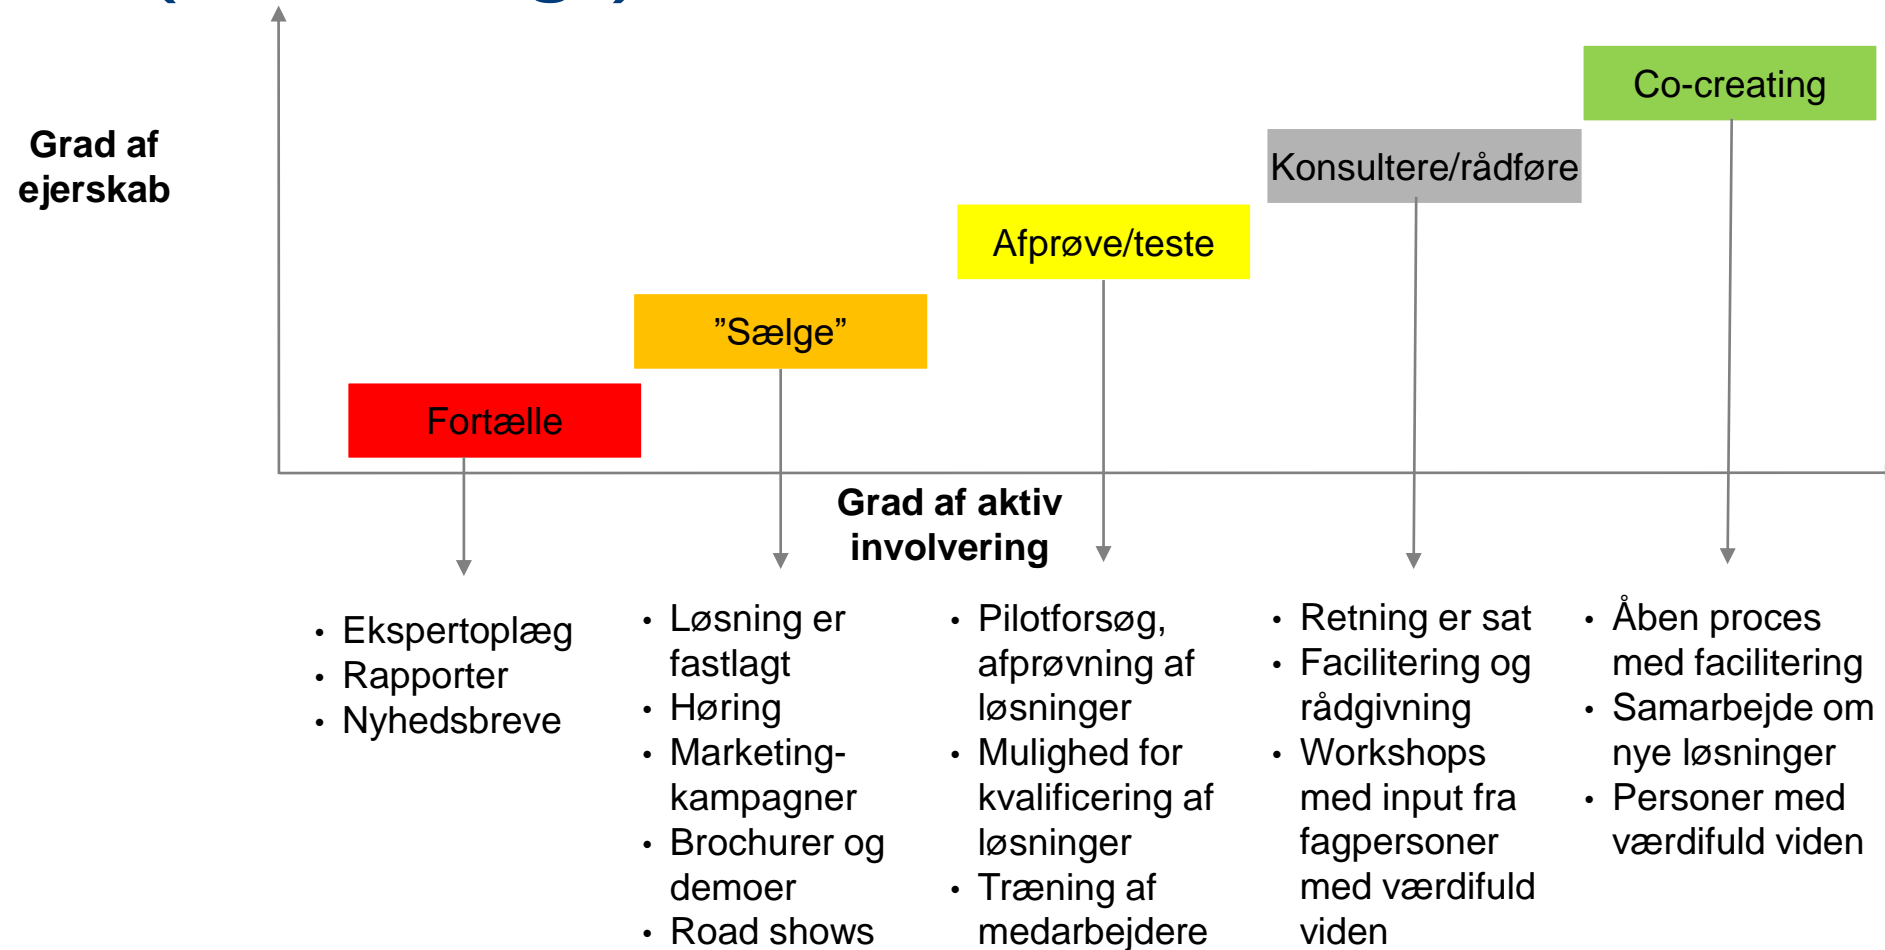 Grad af
ejerskab
Co-creating
Konsultere/rådføre
Afprøve/teste
”Sælge”
Fortælle
Grad af aktiv
involvering
• Ekspertoplæg
• Rapporter
• Nyhedsbreve
• Løsning er
fastlagt
• Høring
• Marketing-
kampagner
• Brochurer og
demoer
• Road shows
• Pilotforsøg,
afprøvning af
løsninger
• Mulighed for
kvalificering af
løsninger
• Træning af
medarbejdere
• Retning er sat
• Facilitering og
rådgivning
• Workshops
med input fra
fagpersoner
med værdifuld
viden
• Åben proces
med facilitering
• Samarbejde om
nye løsninger
• Personer med
værdifuld viden